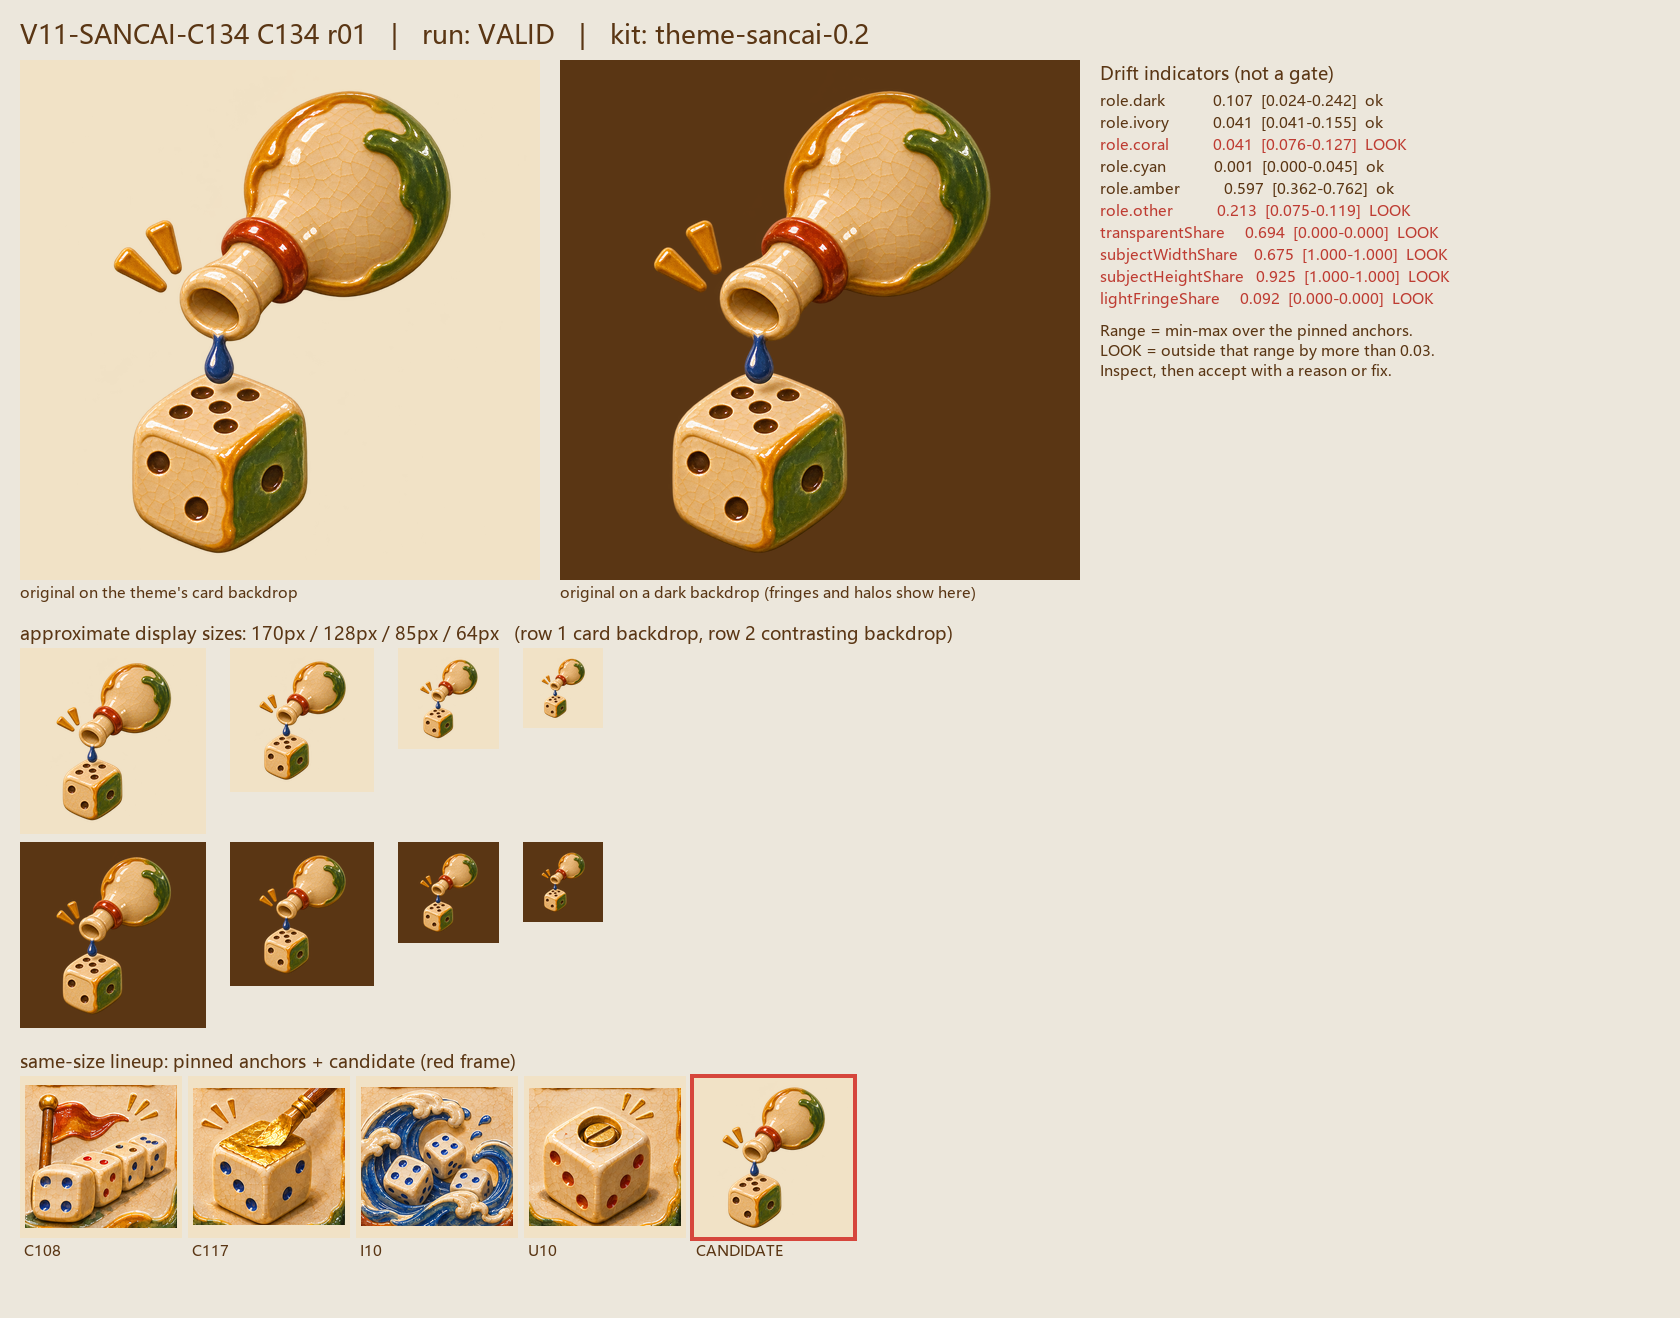 V11-SANCAI-C134 C134 r01 | run: VALID | kit: theme-sancai-0.2
Drift indicators (not a gate)
role.dark 0.107 [0.024-0.242] ok
role.ivory 0.041 [0.041-0.155] ok
role.coral 0.041 [0.076-0.127] LOOK
role.cyan 0.001 [0.000-0.045] ok
role.amber 0.597 [0.362-0.762] ok
role.other 0.213 [0.075-0.119] LOOK
transparentShare 0.694 [0.000-0.000] LOOK
subjectWidthShare 0.675 [1.000-1.000] LOOK
subjectHeightShare 0.925 [1.000-1.000] LOOK
lightFringeShare 0.092 [0.000-0.000] LOOK
Range = min-max over the pinned anchors.
LOOK = outside that range by more than 0.03.
Inspect, then accept with a reason or fix.
original on the theme's card backdrop
original on a dark backdrop (fringes and halos show here)
approximate display sizes: 170px / 128px / 85px / 64px (row 1 card backdrop, row 2 contrasting backdrop)
same-size lineup: pinned anchors + candidate (red frame)
C108
C117
I10
U10
CANDIDATE